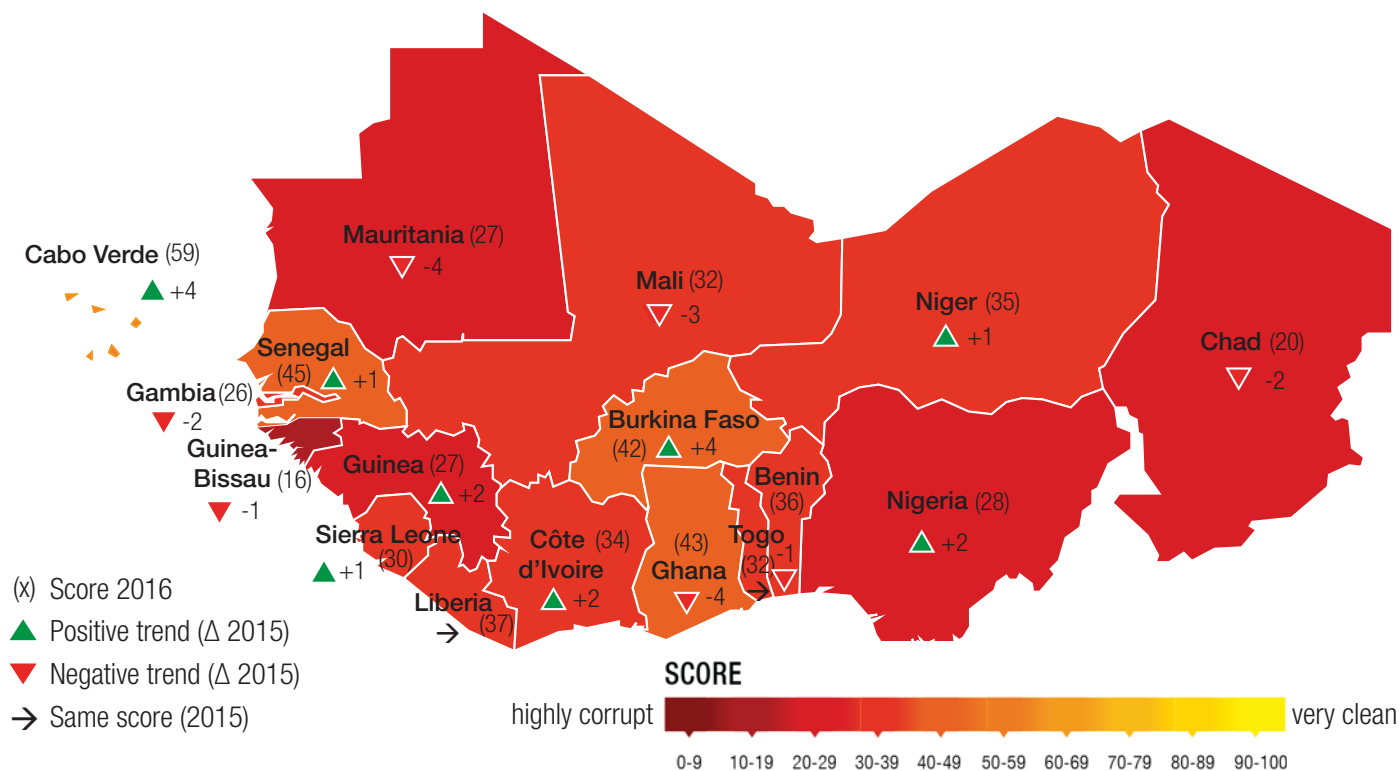 Cabo Verde (59)
+4
Mauritania (27)
-4
Mali (32)
-3
Niger (35)
+1
Chad (20)
-2
Senegal
(45)
+1
Gambia (26)
-2
Guinea-
Bissau (16)
-1
Guinea (27)
+2
Burkina Faso
(42)
+4
Benin
(36)
-1
Nigeria (28)
+2
Sierra Leone
(30)
+1
Côte (34)
d’Ivoire
+2
(43)
Ghana
-4
Togo
(32)
→
Liberia
(37)
→
(x) Score 2016
▲ Positive trend (Δ 2015)
▼ Negative trend (Δ 2015)
→ Same score (2015)
SCORE
highly corrupt very clean
0-9 10-19 20-29 30-39 40-49 50-59 60-69 70-79 80-89 90-100